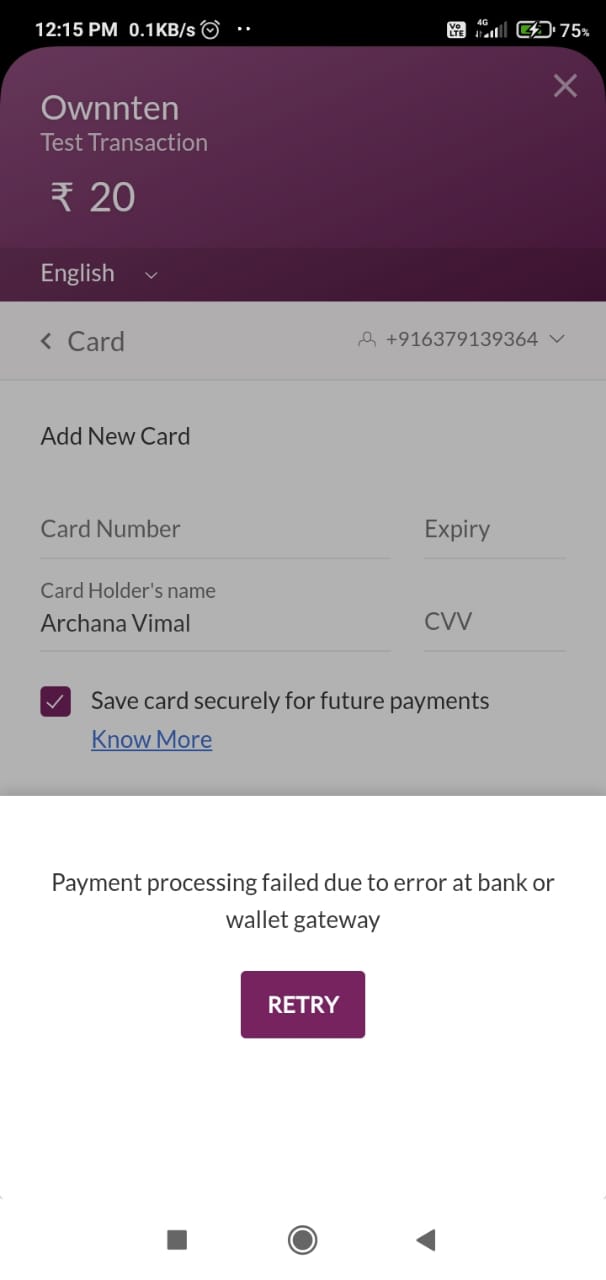 12:15 PM 0.1KB/s
Vo LTE 4G 75%
Ownnten
Test Transaction
₹ 20
English
Card +916379139364
Add New Card
Card Number Expiry
Card Holder's name
Archana Vimal CVV
Save card securely for future payments
Know More
Payment processing failed due to error at bank or
wallet gateway
RETRY